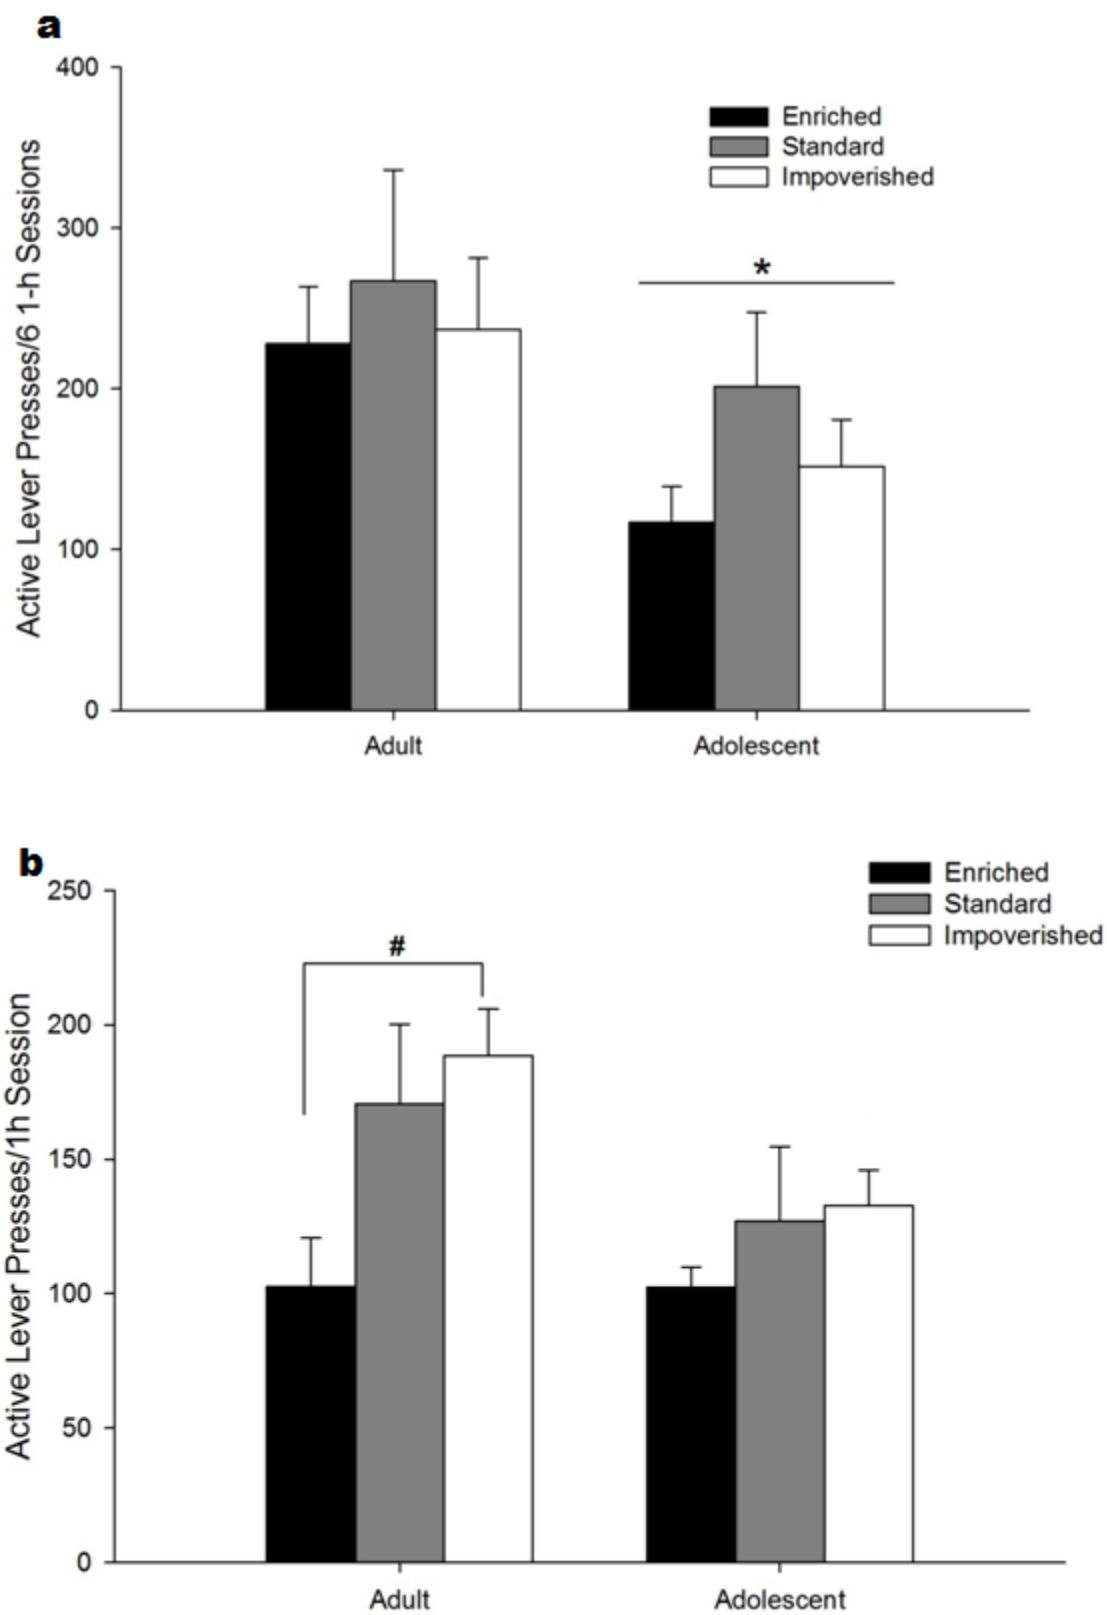 a
Active Lever Presses/6 1-h Sessions
400
300
200
100
0
Enriched
Standard
Impoverished
*
Adult
Adolescent
b
Active Lever Presses/1h Session
250
200
150
100
50
0
Enriched
Standard
Impoverished
#
Adult
Adolescent